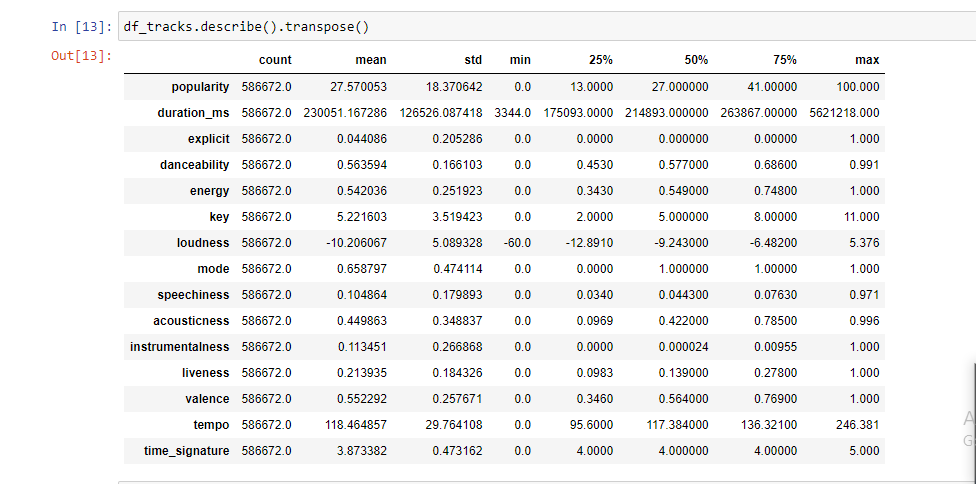 In [13]: df_tracks.describe().transpose()
Out[13]:
count mean std min 25% 50% 75% max
popularity 586672.0 27.570053 18.370642 0.0 13.0000 27.000000 41.00000 100.000
duration_ms 586672.0 230051.167286 126526.087418 3344.0 175093.0000 214893.000000 263867.00000 5621218.000
explicit 586672.0 0.044086 0.205286 0.0 0.0000 0.000000 0.00000 1.000
danceability 586672.0 0.563594 0.166103 0.0 0.4530 0.577000 0.68600 0.991
energy 586672.0 0.542036 0.251923 0.0 0.3430 0.549000 0.74800 1.000
key 586672.0 5.221603 3.519423 0.0 2.0000 5.000000 8.00000 11.000
loudness 586672.0 -10.206067 5.089328 -60.0 -12.8910 -9.243000 -6.48200 5.376
mode 586672.0 0.658797 0.474114 0.0 0.0000 1.000000 1.00000 1.000
speechiness 586672.0 0.104864 0.179893 0.0 0.0340 0.044300 0.07630 0.971
acousticness 586672.0 0.449863 0.348837 0.0 0.0969 0.422000 0.78500 0.996
instrumentalness 586672.0 0.113451 0.266868 0.0 0.0000 0.000024 0.00955 1.000
liveness 586672.0 0.213935 0.184326 0.0 0.0983 0.139000 0.27800 1.000
valence 586672.0 0.552292 0.257671 0.0 0.3460 0.564000 0.76900 1.000
tempo 586672.0 118.464857 29.764108 0.0 95.6000 117.384000 136.32100 246.381
time_signature 586672.0 3.873382 0.473162 0.0 4.0000 4.000000 4.00000 5.000